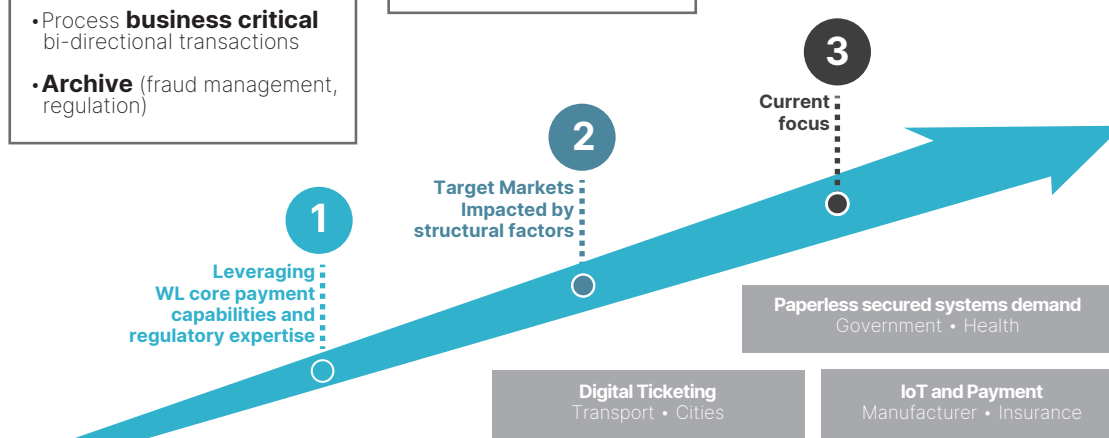 •Process business critical
bi-directional transactions
•Archive (fraud management,
regulation)
3
Current
focus
2
Target Markets
Impacted by
structural factors
1
Leveraging
WL core payment
capabilities and
regulatory expertise
Paperless secured systems demand
Government • Health
Digital Ticketing
Transport • Cities
IoT and Payment
Manufacturer • Insurance